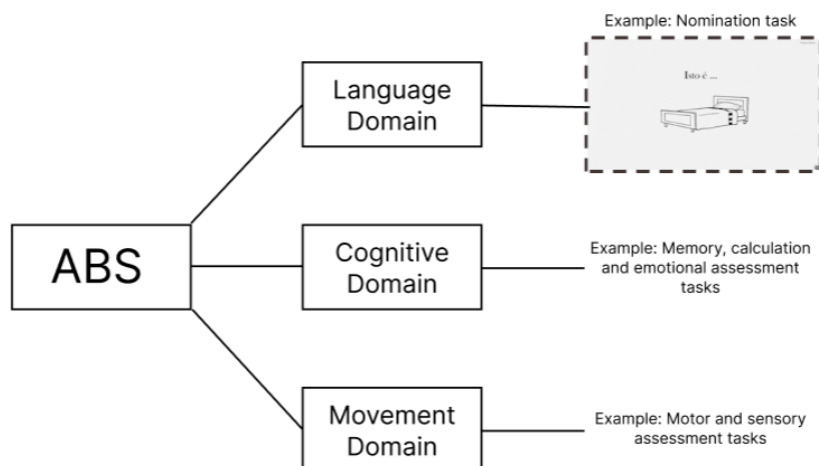 Example: Nomination task
Language
Domain
Isto é ...
ABS
Cognitive
Domain
Example: Memory, calculation
and emotional assessment
tasks
Movement
Domain
Example: Motor and sensory
assessment tasks